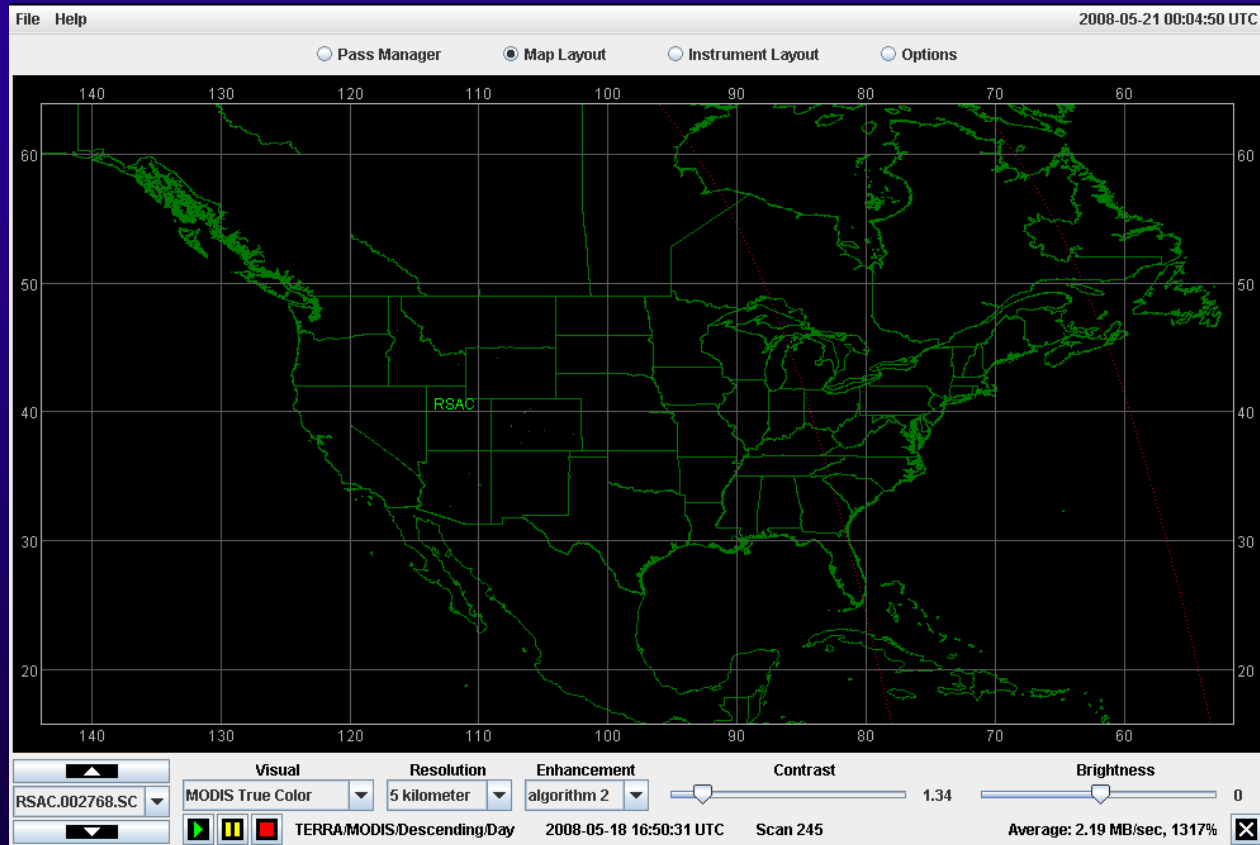 File Help 2008-05-21 00:04:50 UTC
Pass Manager Map Layout Instrument Layout Options
140 130 120 110 100 90 80 70 60
60 60
50 50
RSAC
40 40
30 30
20 20
140 130 120 110 100 90 80 70 60
Visual Resolution Enhancement Contrast Brightness
RSAC.002768.SC MODIS True Color 5 kilometer algorithm 2 1.34 0
TERRA/MODIS/Descending/Day 2008-05-18 16:50:31 UTC Scan 245 Average: 2.19 MB/sec, 1317%